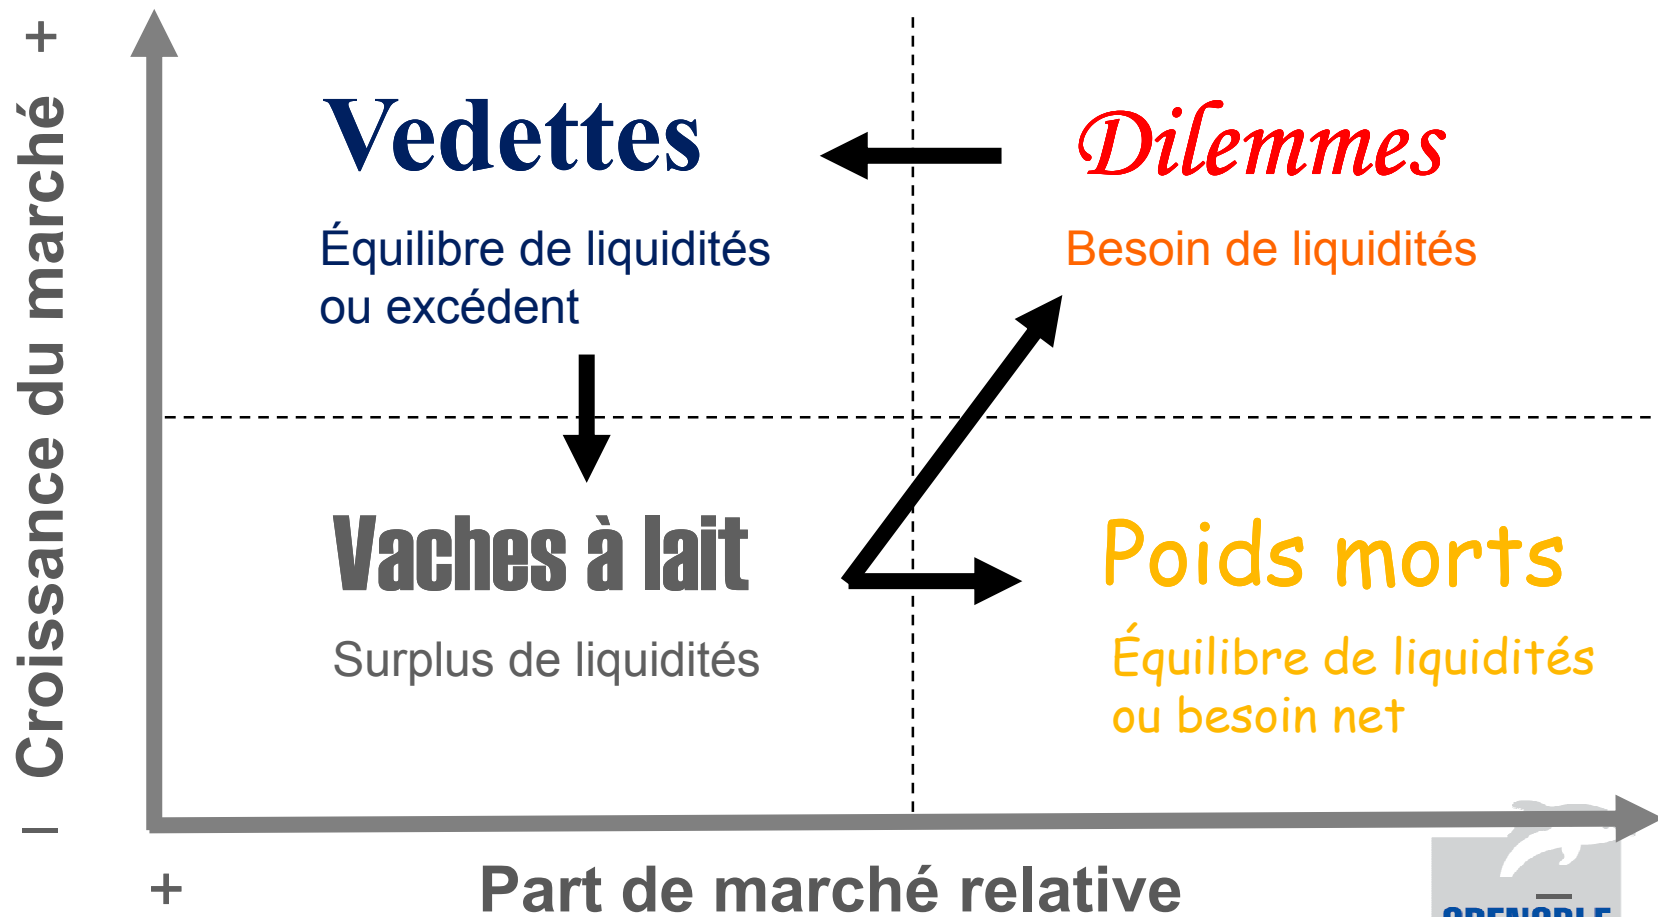 +
Croissance du marché
–
Vedettes
Équilibre de liquidités
ou excédent
Dilemmes
Besoin de liquidités
Vaches à lait
Surplus de liquidités
Poids morts
Équilibre de liquidités
ou besoin net
+
Part de marché relative
–
GRENOBLE